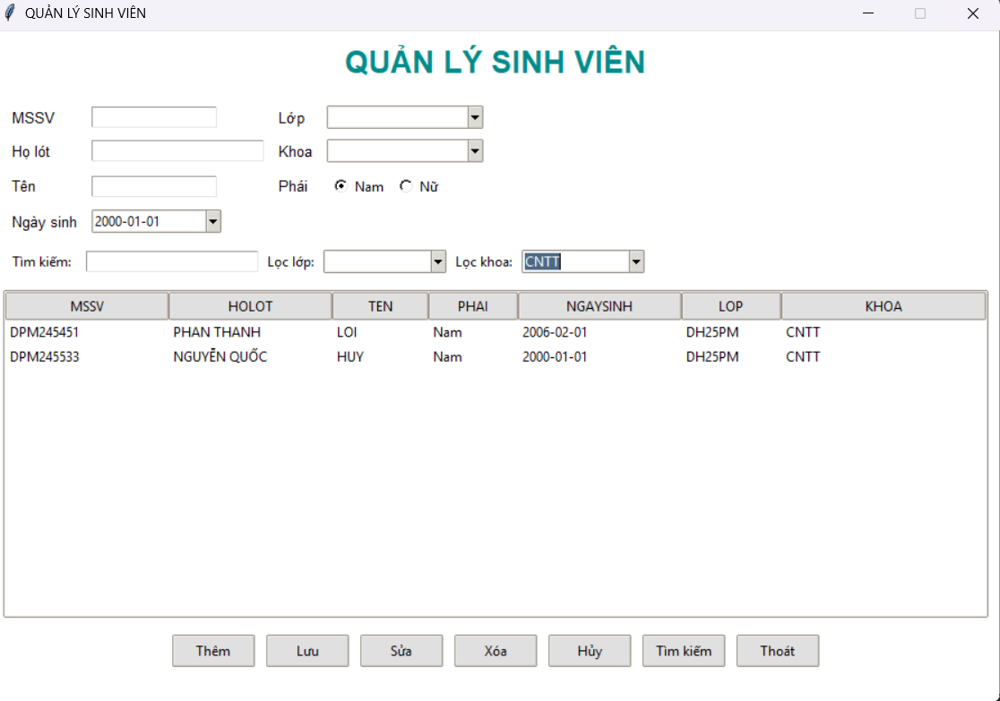 QUẢN LÝ SINH VIÊN
QUẢN LÝ SINH VIÊN
MSSV Lớp
Họ lót Khoa
Tên Phái Nam Nữ
Ngày sinh 2000-01-01
Tìm kiếm: Lọc lớp: Lọc khoa: CNTT
MSSV HOLOT TEN PHAI NGAYSINH LOP KHOA
DPM245451 PHAN THANH LOI Nam 2006-02-01 DH25PM CNTT
DPM245533 NGUYỄN QUỐC HUY Nam 2000-01-01 DH25PM CNTT
Thêm Lưu Sửa Xóa Hủy Tìm kiếm Thoát